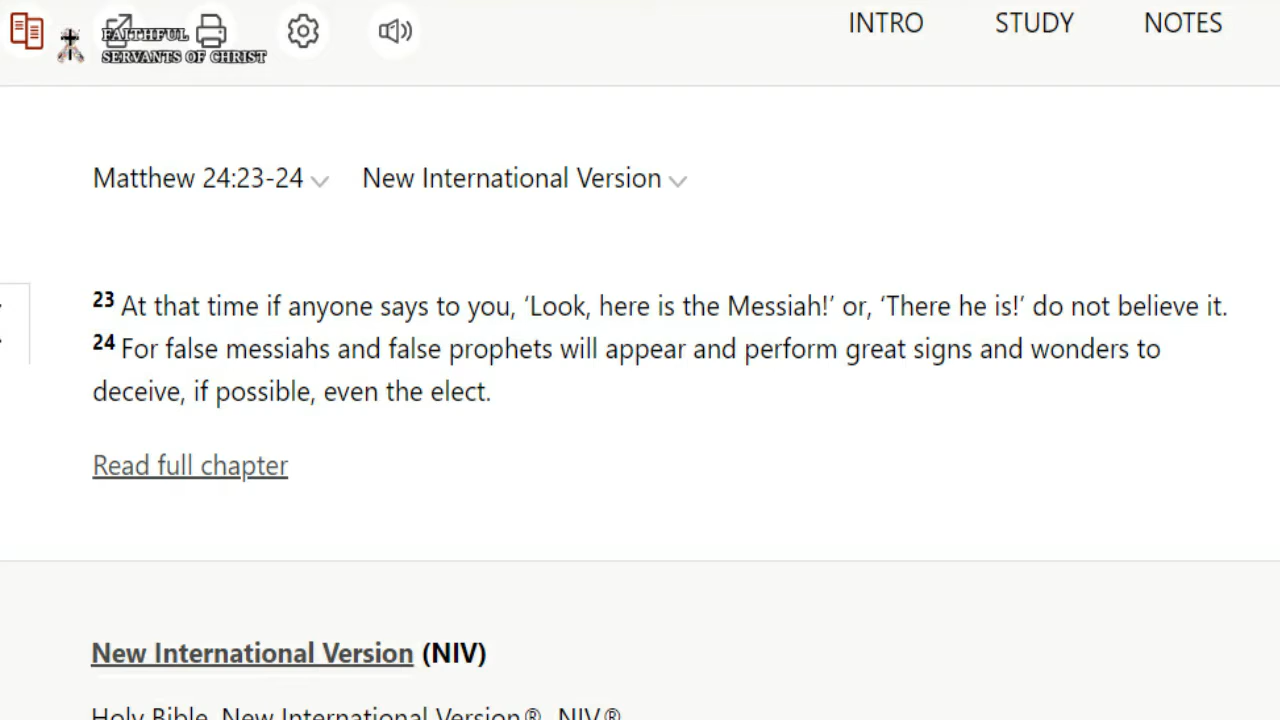 FAITHFUL
SERVANTS OF CHRIST
INTRO STUDY NOTES
Matthew 24:23-24 New International Version
23 At that time if anyone says to you, ‘Look, here is the Messiah!’ or, ‘There he is!’ do not believe it.
24 For false messiahs and false prophets will appear and perform great signs and wonders to
deceive, if possible, even the elect.
Read full chapter
New International Version (NIV)
Holy Bible, New International Version®, NIV®